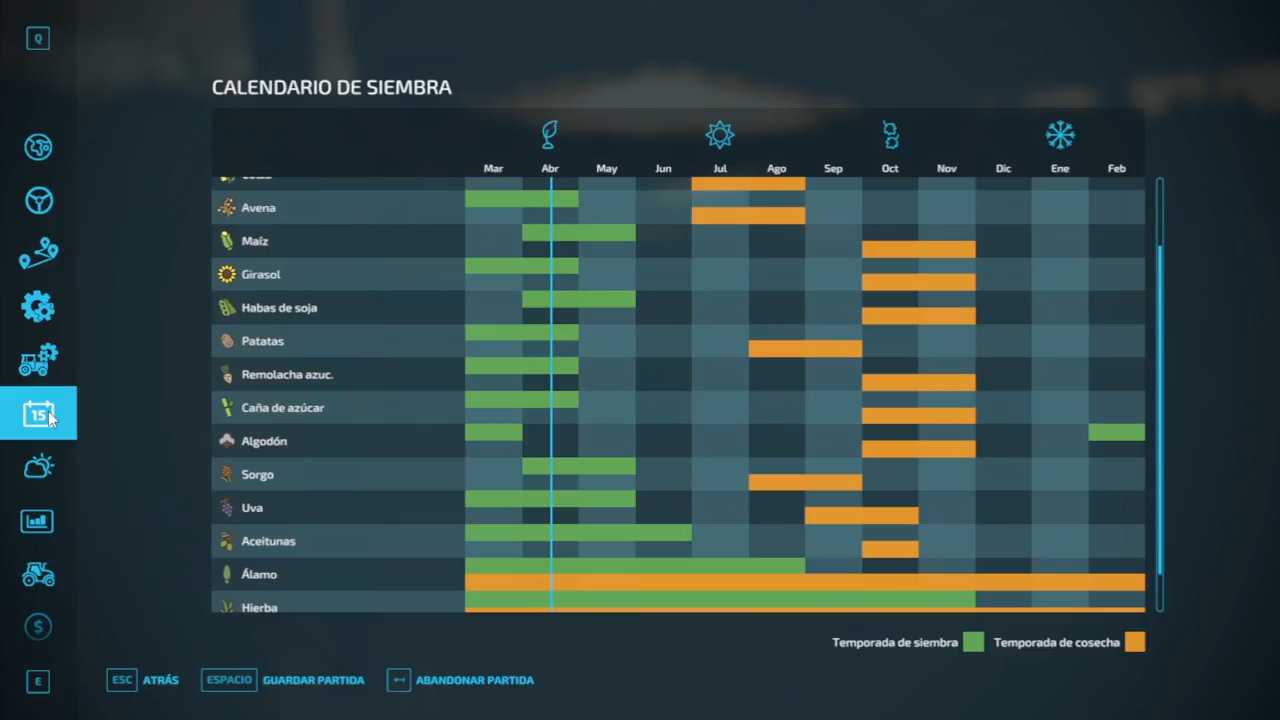 Q
CALENDARIO DE SIEMBRA
Mar Abr May Jun Jul Ago Sep Oct Nov Dic Ene Feb
Avena
Maíz
Girasol
Habas de soja
Patatas
Remolacha azuc.
Caña de azúcar
15
Algodón
Sorgo
Uva
Aceitunas
Álamo
Hierba
$
Temporada de siembra Temporada de cosecha
E
ESC ATRÁS ESPACIO GUARDAR PARTIDA ABANDONAR PARTIDA